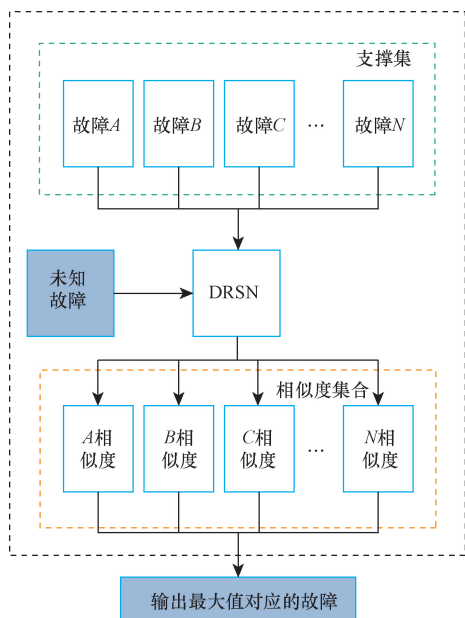 支撑集
故障A
故障B
故障C
…
故障N
未知
故障
DRSN
相似度集合
A相
似度
B相
似度
C相
似度
…
N相
似度
输出最大值对应的故障